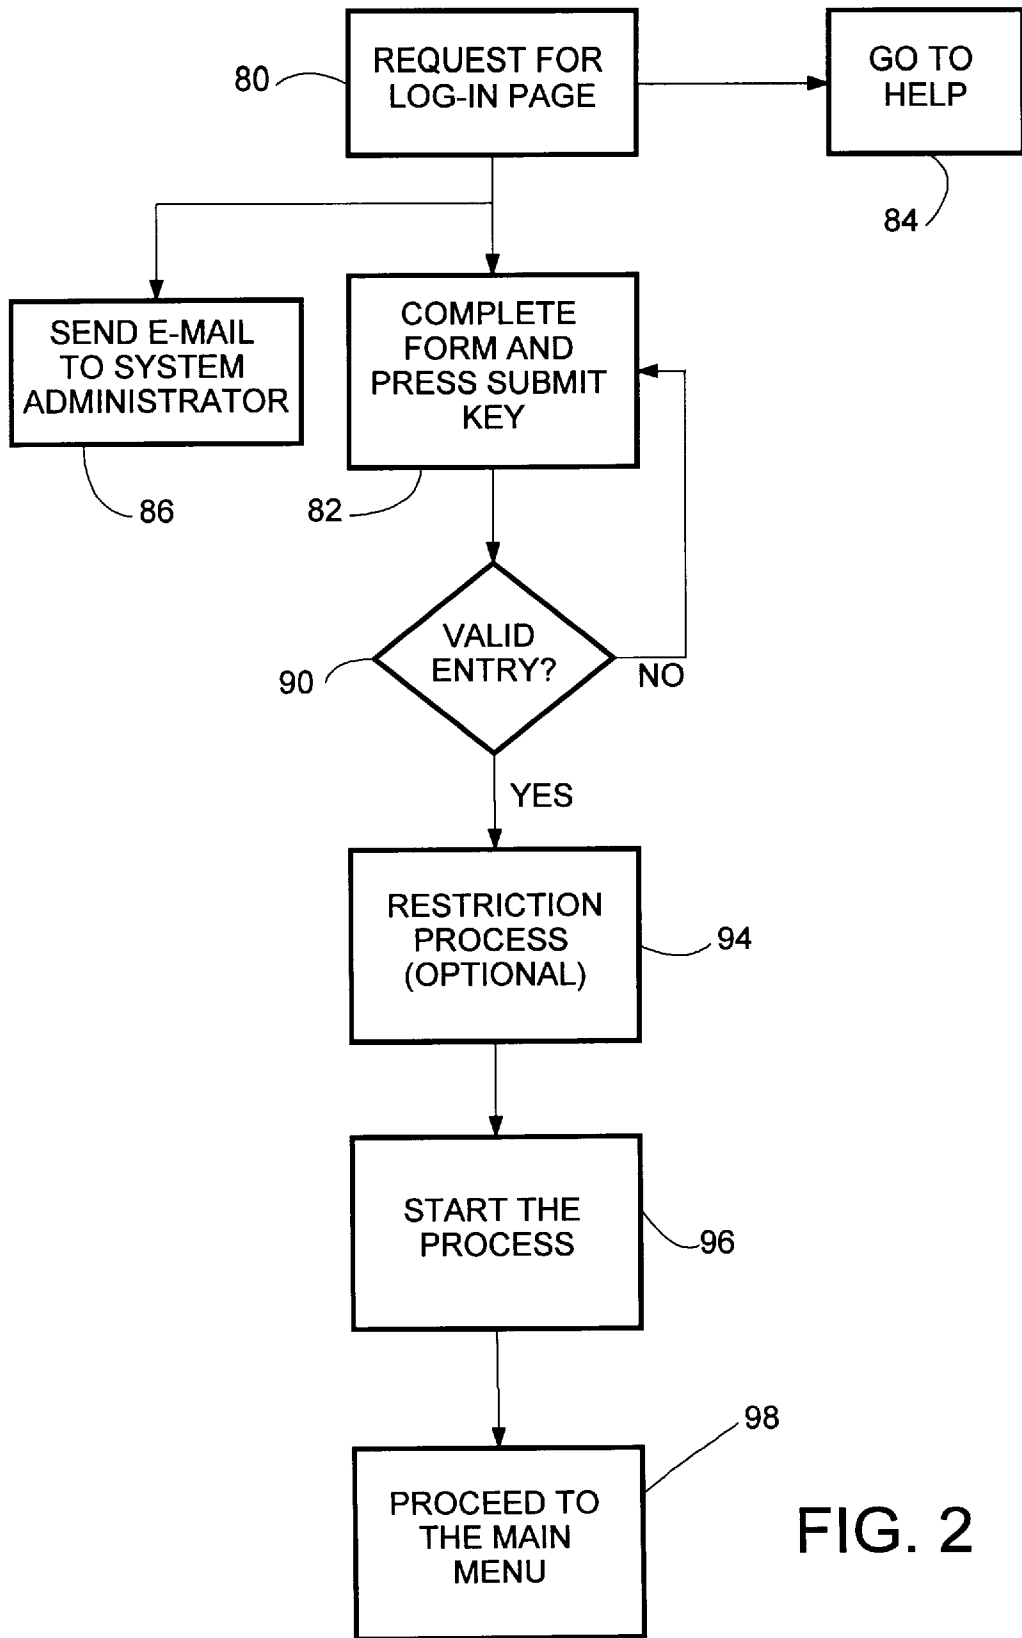 REQUEST FOR
LOG-IN PAGE
80
GO TO
HELP
84
SEND E-MAIL
TO SYSTEM
ADMINISTRATOR
86
COMPLETE
FORM AND
PRESS SUBMIT
KEY
82
VALID
ENTRY?
90
NO
YES
RESTRICTION
PROCESS
(OPTIONAL)
94
START THE
PROCESS
96
PROCEED TO
THE MAIN
MENU
98
FIG. 2